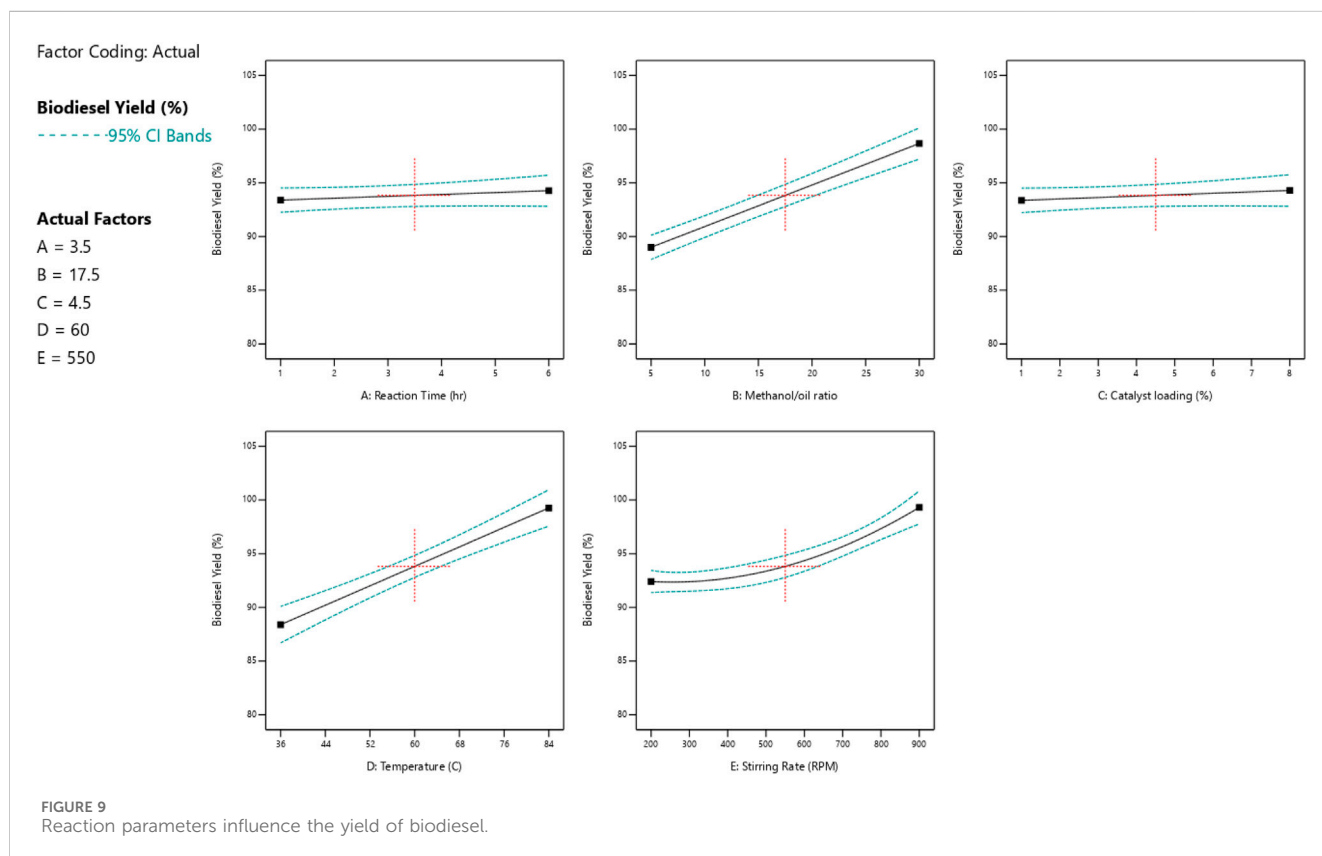 Factor Coding: Actual
Biodiesel Yield (%)
95% CI Bands
Actual Factors
A = 3.5
B = 17.5
C = 4.5
D = 60
E = 550
Biodiesel Yield (%)
105
100
95
90
85
80
1 2 3 4 5 6
A: Reaction Time (hr)
Biodiesel Yield (%)
105
100
95
90
85
80
5 10 15 20 25 30
B: Methanol/oil ratio
Biodiesel Yield (%)
105
100
95
90
85
80
1 2 3 4 5 6 7 8
C: Catalyst loading (%)
Biodiesel Yield (%)
105
100
95
90
85
80
36 44 52 60 68 76 84
D: Temperature (C)
Biodiesel Yield (%)
105
100
95
90
85
80
200 300 400 500 600 700 800 900
E: Stirring Rate (RPM)
FIGURE 9
Reaction parameters influence the yield of biodiesel.